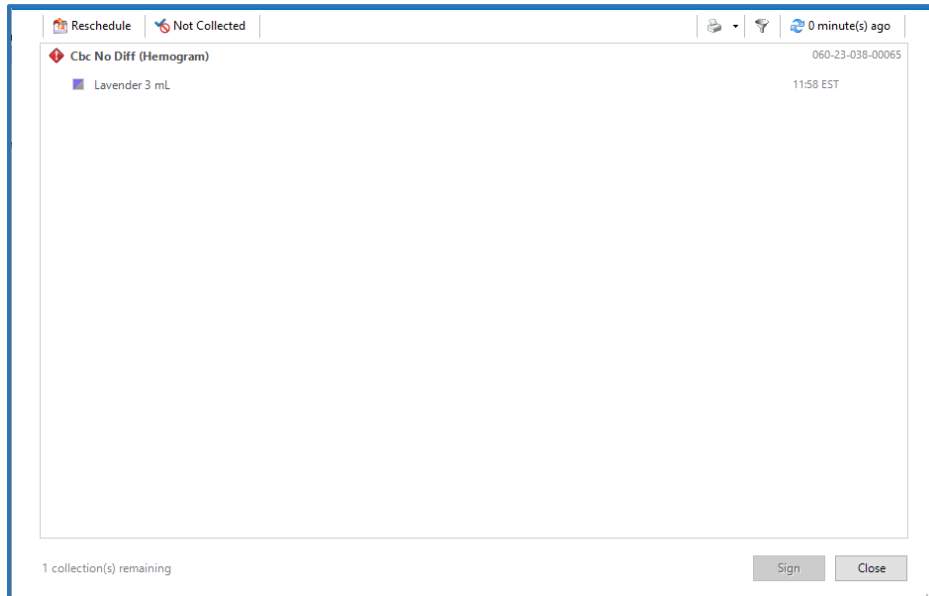 Reschedule Not Collected 0 minute(s) ago
Cbc No Diff (Hemogram) 060-23-038-00065
Lavender 3 mL 11:58 EST
1 collection(s) remaining Sign Close